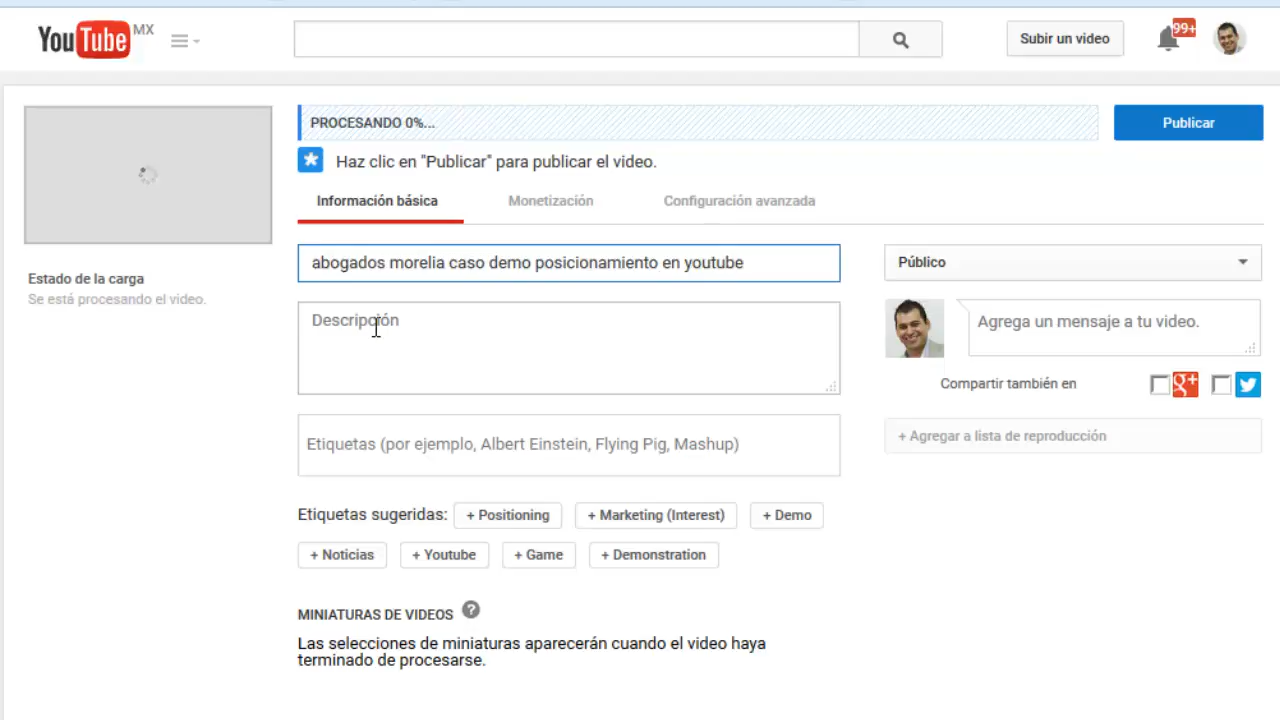 YouTube MX
Subir un video
99+
PROCESANDO 0%...
Publicar
Haz clic en "Publicar" para publicar el video.
Información básica
Monetización
Configuración avanzada
abogados morelia caso demo posicionamiento en youtube
Público
Descripción
Agrega un mensaje a tu video.
Estado de la carga
Se está procesando el video.
Compartir también en
g+
Etiquetas (por ejemplo, Albert Einstein, Flying Pig, Mashup)
+ Agregar a lista de reproducción
Etiquetas sugeridas: + Positioning + Marketing (Interest) + Demo
+ Noticias + Youtube + Game + Demonstration
MINIATURAS DE VIDEOS ?
Las selecciones de miniaturas aparecerán cuando el video haya
terminado de procesarse.